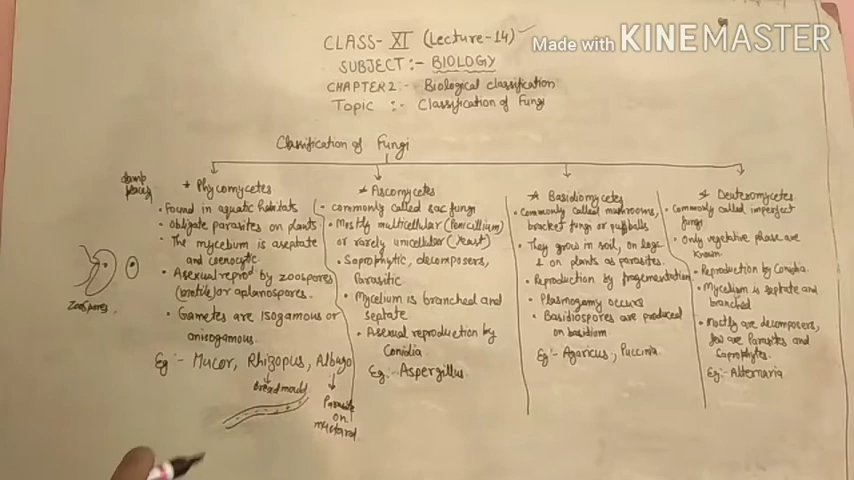 CLASS- XI (Lecture-14)
Made with KINEMASTER
SUBJECT :- BIOLOGY
CHAPTER 2 :- Biological classification
Topic :- Classification of Fungi
Classification of Fungi
damp
places
* Phycomycetes
• Found in aquatic habitats
• Obligate parasites on plants
• The mycelium is aseptate
and coenocytic
• Asexual reprodn by zoospores
(motile) or aplanospores.
• Gametes are isogamous or
anisogamous.
Eg:- Mucor, Rhizopus, Albugo
Bread mould
Parasite
on
mustard
Zoospores
* Ascomycetes
• commonly called sac fungi
• Mostly multicellular (Penicillium)
or rarely unicellular (Yeast)
• Saprophytic, decomposers,
Parasitic
• Mycelium is branched and
septate
• Asexual reproduction by
Conidia
Eg:- Aspergillus
* Basidiomycetes
• Commonly called mushrooms,
bracket fungi or puffballs
• They grow in soil, on logs
& on plants as parasites.
• Reproduction by fragmentation
• Plasmogamy occurs
• Basidiospores are produced
on basidium
Eg:- Agaricus, Puccinia
* Deuteromycetes
• Commonly called imperfect
fungi
• Only vegetative phase are
known
• Reproduction by Conidia.
• Mycelium is septate and
branched
• Mostly are decomposers,
few are Parasites and
Saprophytes.
Eg:- Alternaria